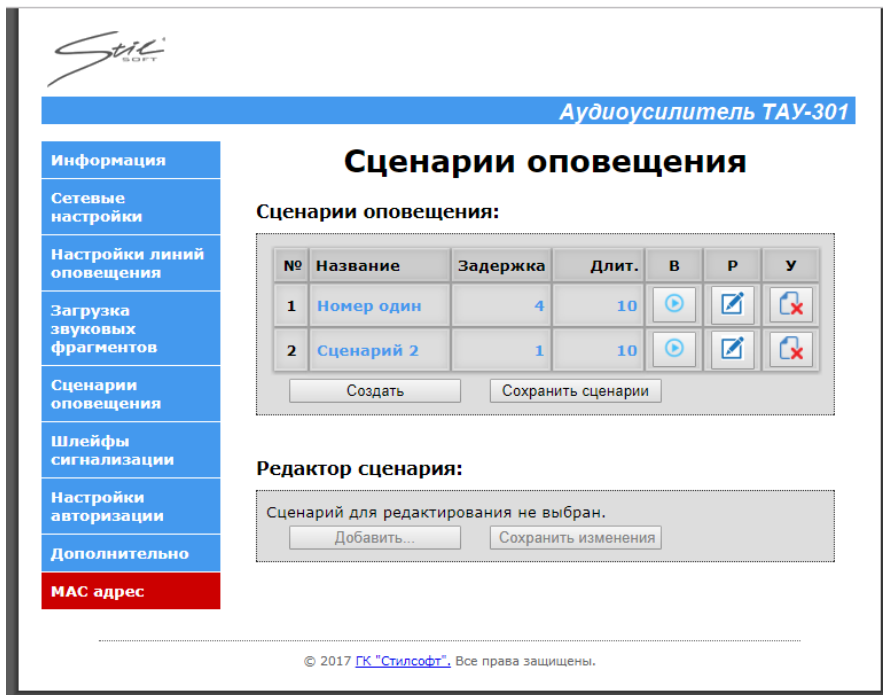 Stil
SOFT
Аудиоусилитель ТАУ-301
Информация
Сетевые
настройки
Настройки линий
оповещения
Загрузка
звуковых
фрагментов
Сценарии
оповещения
Шлейфы
сигнализации
Настройки
авторизации
Дополнительно
MAC адрес
Сценарии оповещения
Сценарии оповещения:
№ Название Задержка Длит. В Р У
1 Номер один 4 10
2 Сценарий 2 1 10
Создать Сохранить сценарии
Редактор сценария:
Сценарий для редактирования не выбран.
Добавить... Сохранить изменения
© 2017 ГК "Стилсофт". Все права защищены.